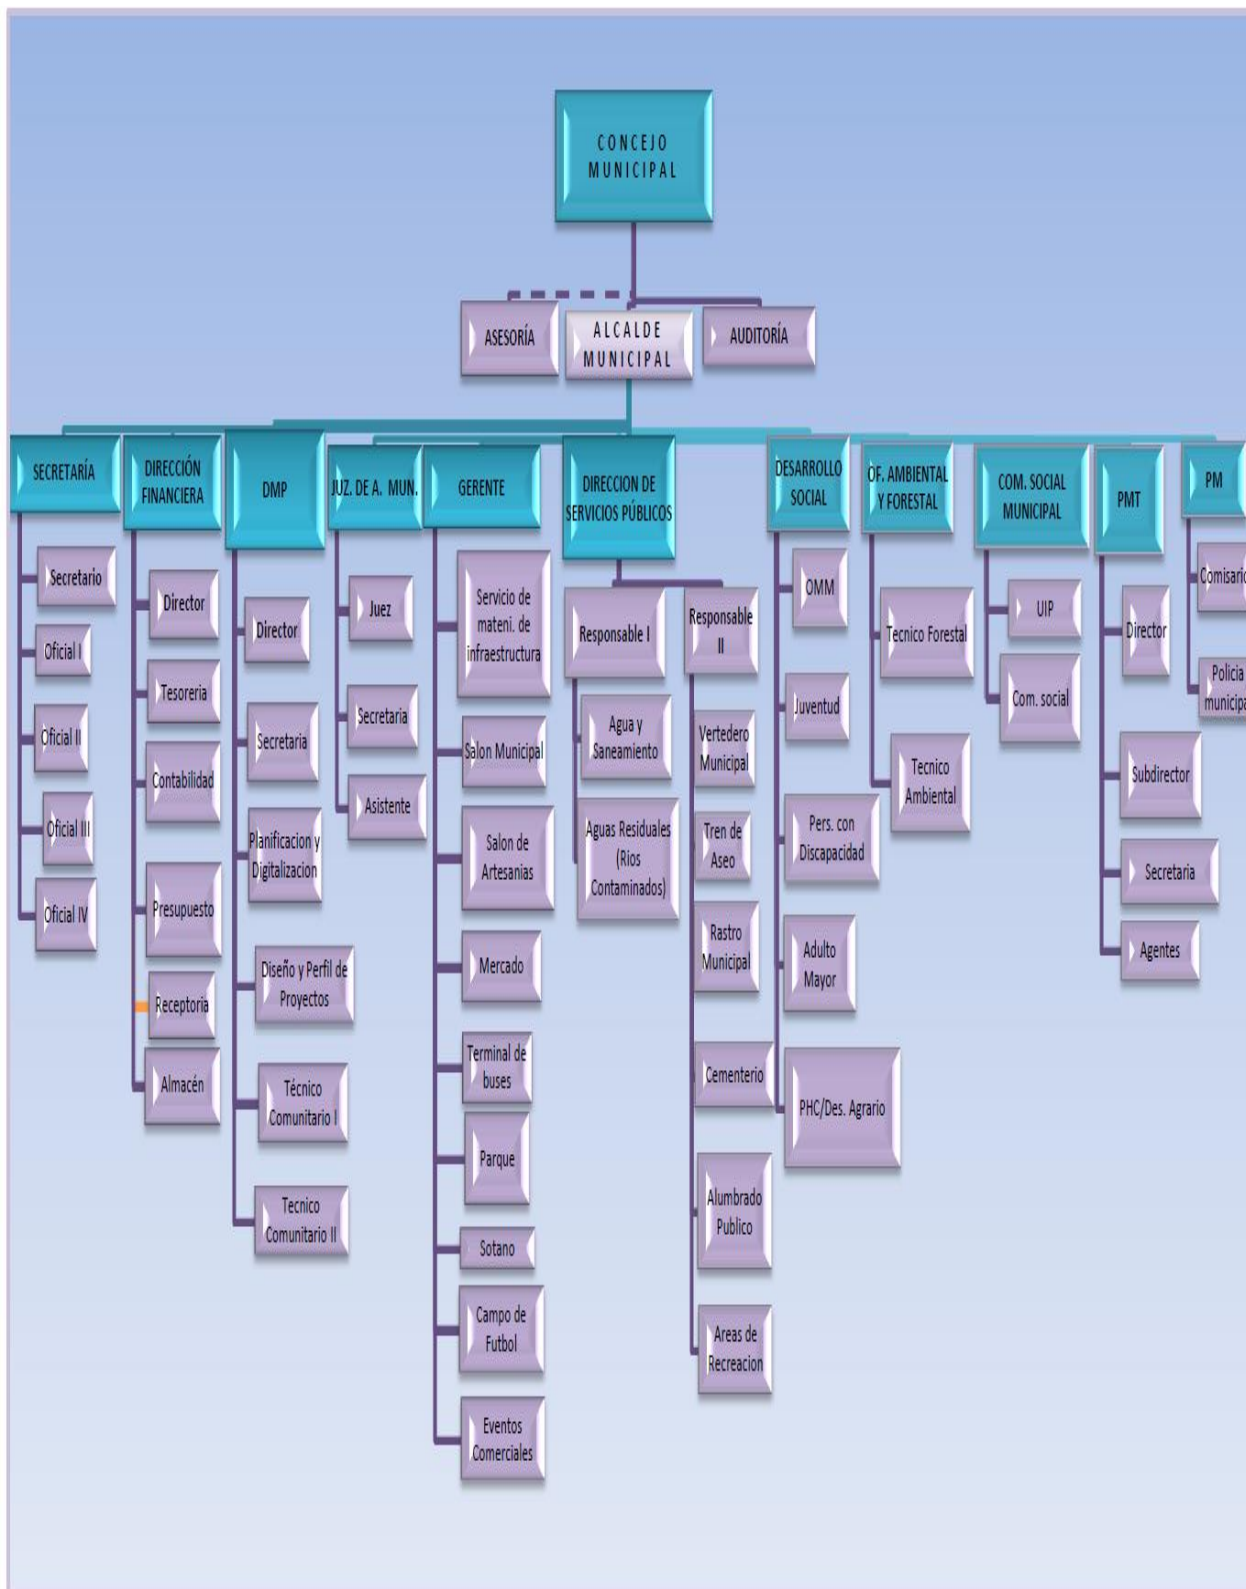 CONCEJO
MUNICIPAL
ASESORÍA
ALCALDE
MUNICIPAL
AUDITORÍA
SECRETARÍA
Secretario
Oficial I
Oficial II
Oficial III
Oficial IV
DIRECCIÓN
FINANCIERA
Director
Tesoreria
Contabilidad
Presupuesto
Receptoria
Almacén
DMP
Director
Secretaria
Planificacion y
Digitalizacion
Diseño y Perfil de
Proyectos
Técnico
Comunitario I
Tecnico
Comunitario II
JUZ. DE A. MUN.
Juez
Secretaria
Asistente
GERENTE
Servicio de
mateni. de
infraestructura
Salon Municipal
Salon de
Artesanias
Mercado
Terminal de
buses
Parque
Sotano
Campo de
Futbol
Eventos
Comerciales
DIRECCION DE
SERVICIOS PÚBLICOS
Responsable I
Agua y
Saneamiento
Aguas Residuales
(Rios
Contaminados)
Responsable
II
Vertedero
Municipal
Tren de
Aseo
Rastro
Municipal
Cementerio
Alumbrado
Publico
Areas de
Recreacion
DESARROLLO
SOCIAL
OMM
Juventud
Pers. con
Discapacidad
Adulto
Mayor
PHC/Des. Agrario
OF. AMBIENTAL
Y FORESTAL
Tecnico Forestal
Tecnico
Ambiental
COM. SOCIAL
MUNICIPAL
UIP
Com. social
PMT
Director
Subdirector
Secretaria
Agentes
PM
Comisario
Policia
municipal